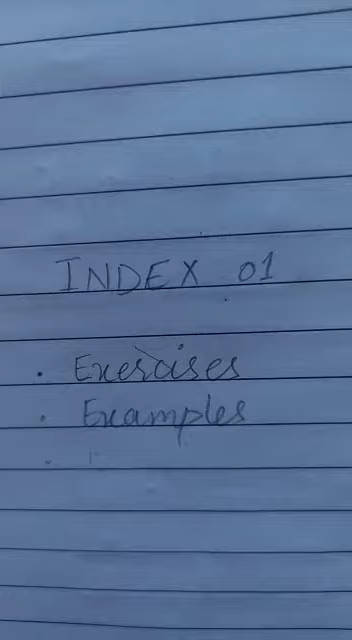 INDEX 01
. Exercises
. Examples
.